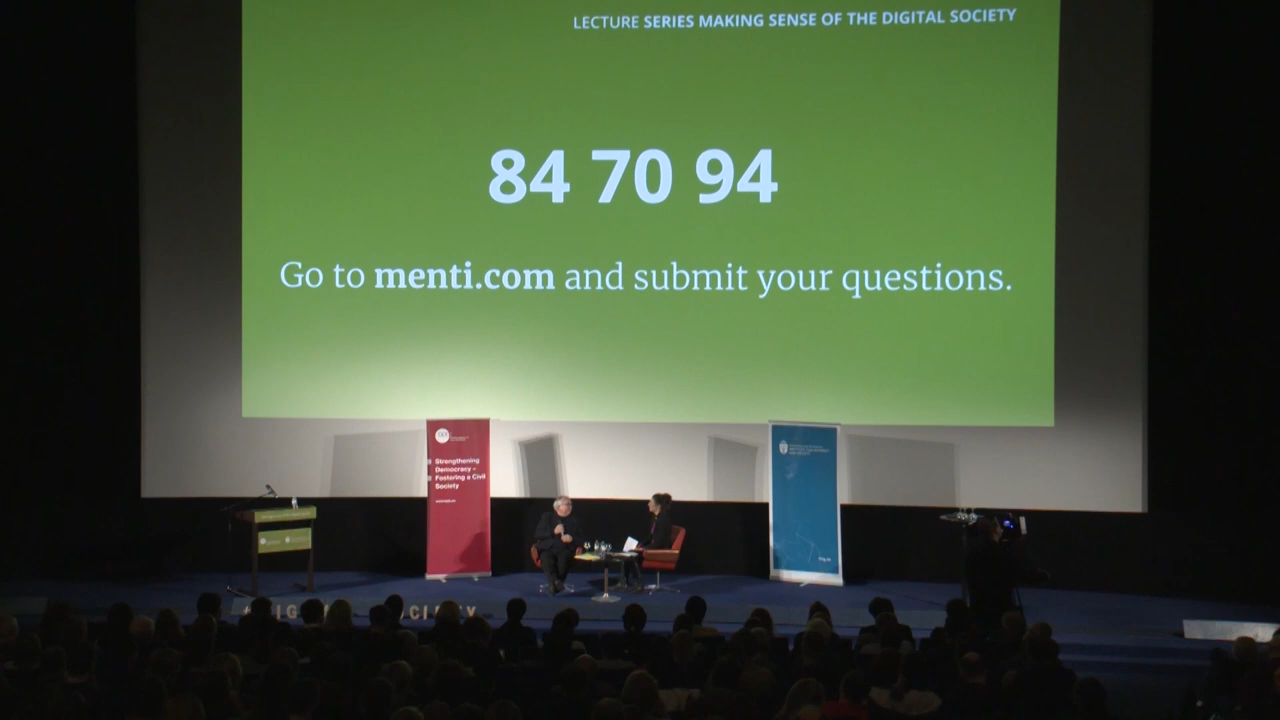 LECTURE SERIES MAKING SENSE OF THE DIGITAL SOCIETY
84 70 94
Go to menti.com and submit your questions.
Strengthening
Democracy –
Fostering a Civil
Society